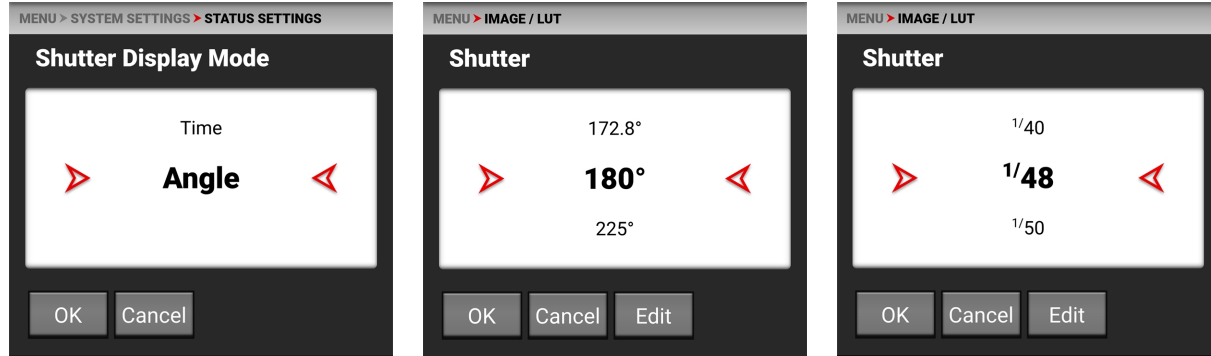 MENU > SYSTEM SETTINGS > STATUS SETTINGS
Shutter Display Mode
Time
Angle
OK
Cancel
MENU > IMAGE / LUT
Shutter
172.8°
180°
225°
OK
Cancel
Edit
MENU > IMAGE / LUT
Shutter
1/40
1/48
1/50
OK
Cancel
Edit